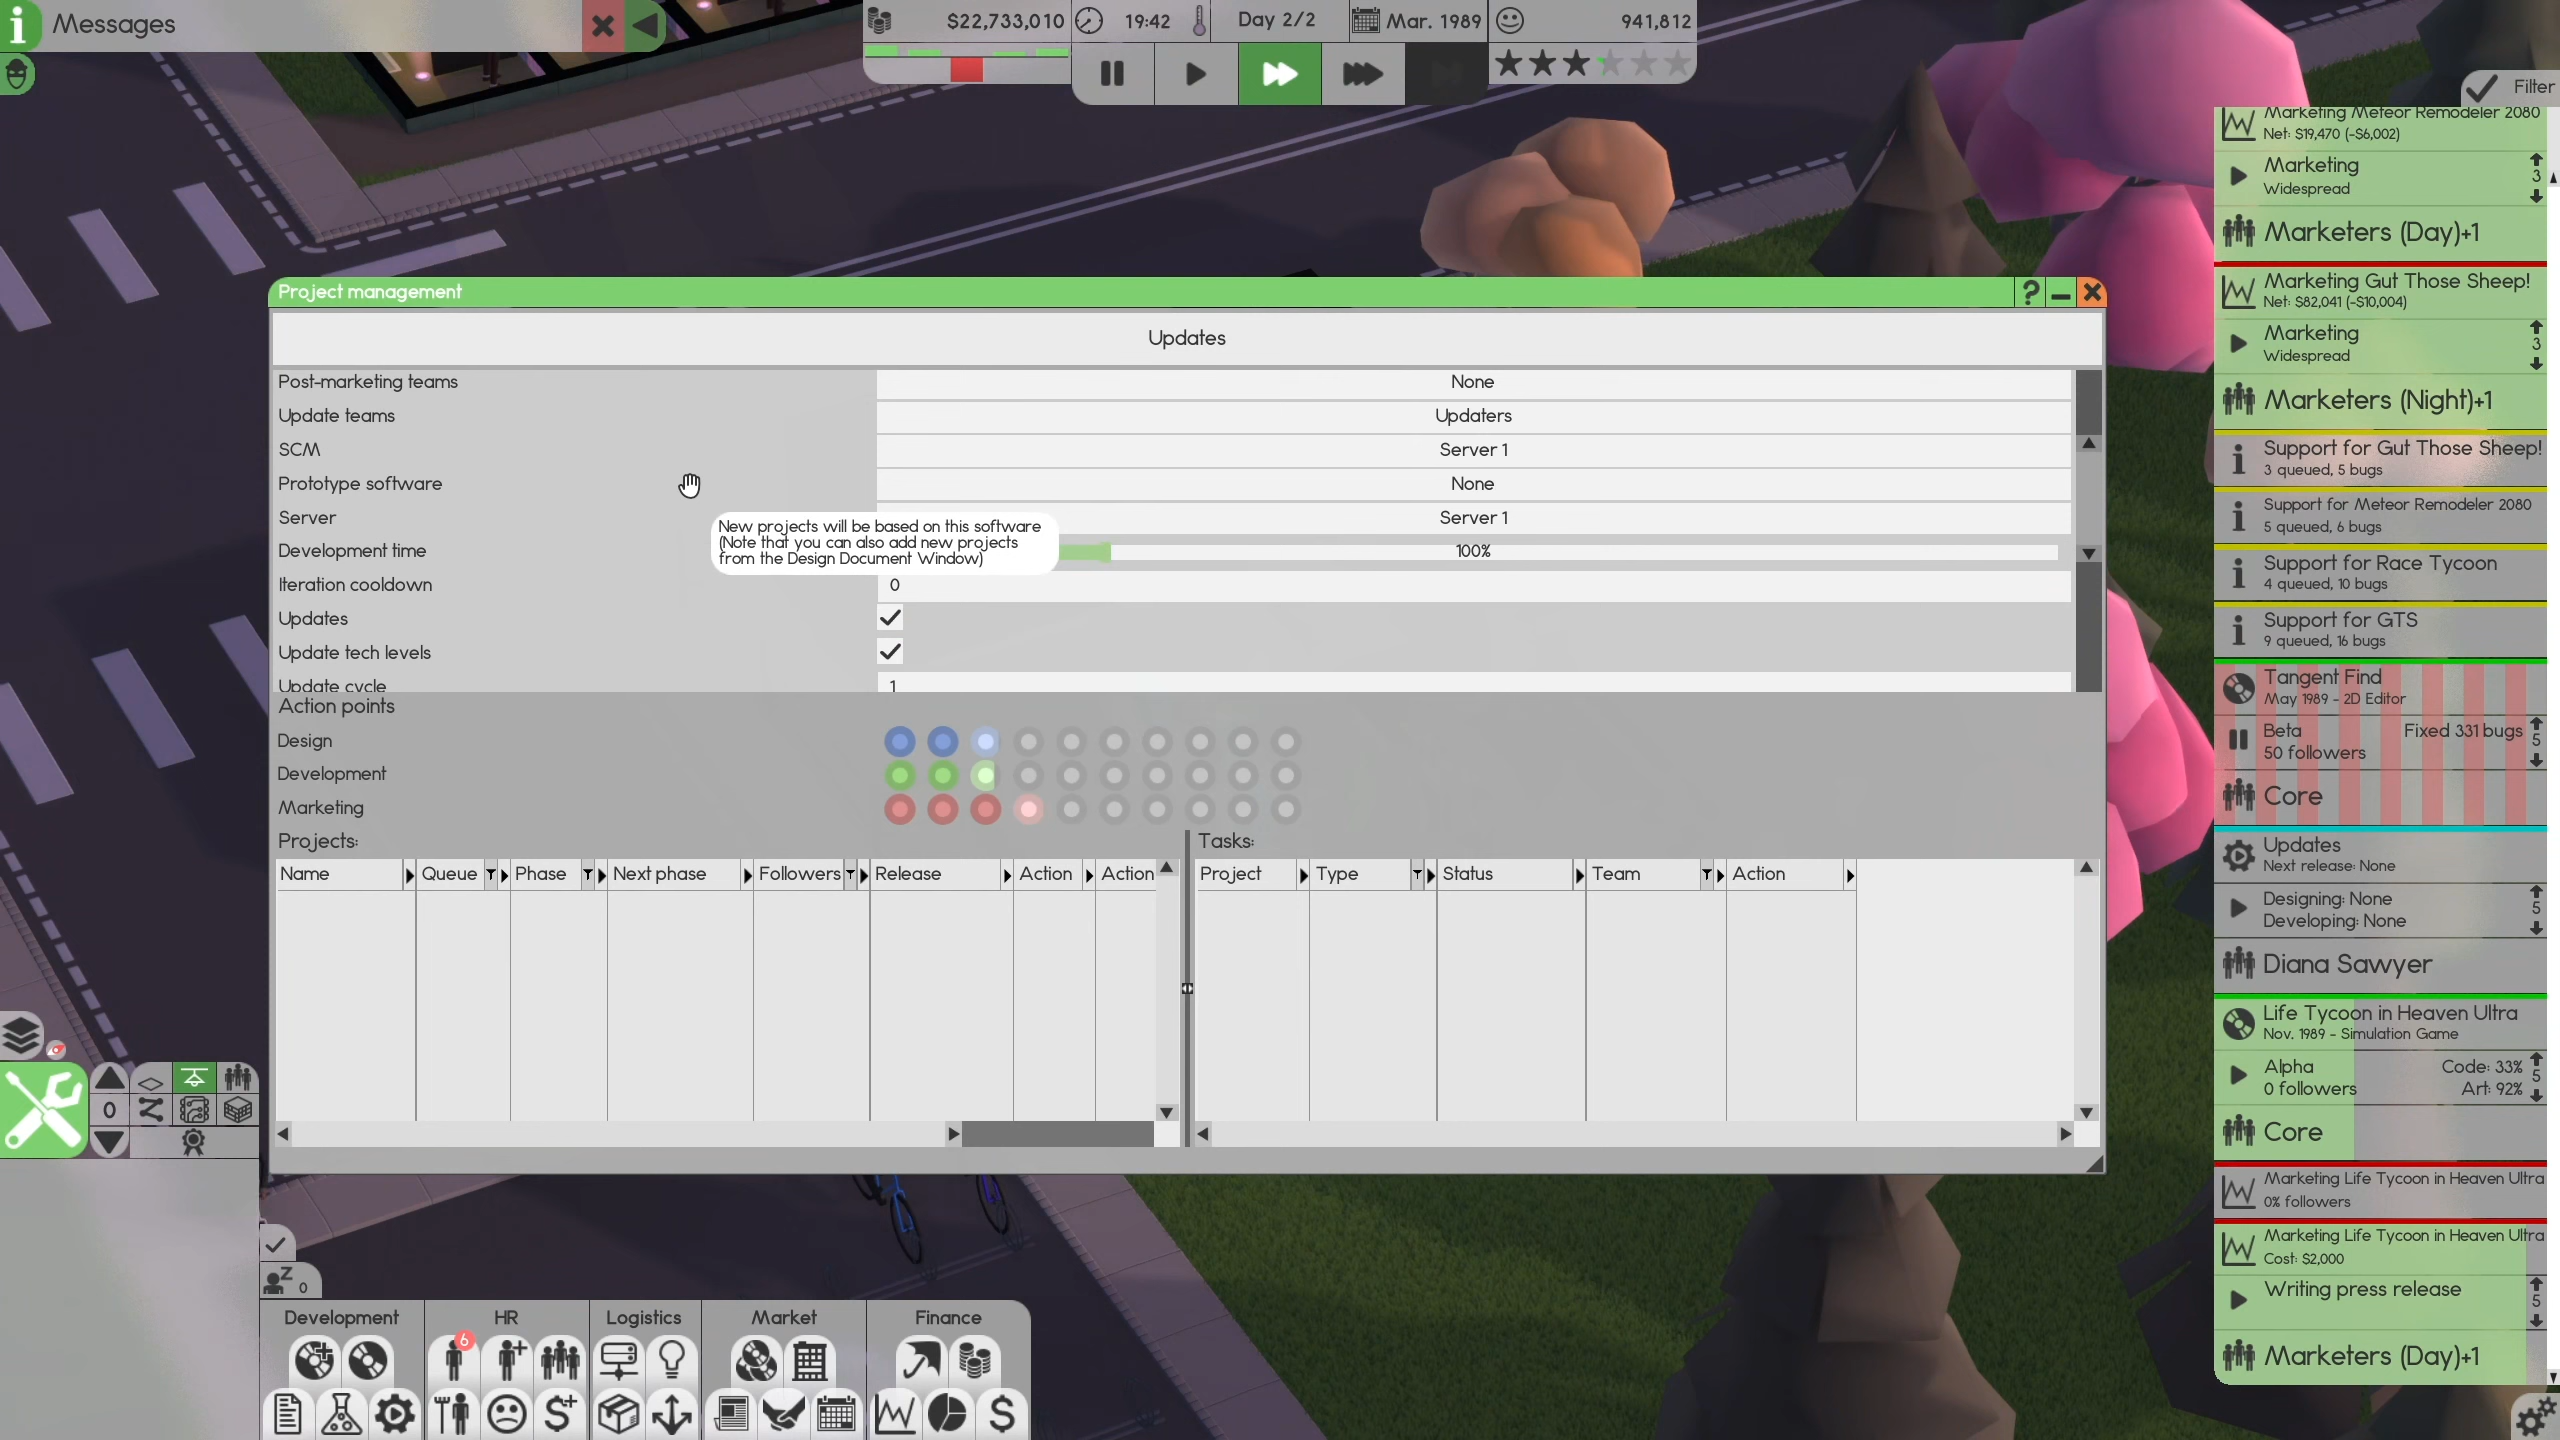 Messages
$22,733,010
19:42
Day 2/2
Mar. 1989
941,812
Filter
Project management
?
Updates
Post-marketing teams
None
Update teams
Updaters
SCM
Server 1
Prototype software
None
Server
Server 1
New projects will be based on this software
(Note that you can also add new projects
from the Design Document Window)
Development time
100%
Iteration cooldown
0
Updates
Update tech levels
Update cycle
1
Action points
Design
Development
Marketing
Projects:
Name
Queue
Phase
Next phase
Followers
Release
Action
Action
Tasks:
Project
Type
Status
Team
Action
Marketing Meteor Remodeler 2080
Net: $19,470 (-$6,002)
Marketing
Widespread
3
Marketers (Day)+1
Marketing Gut Those Sheep!
Net: $82,041 (-$10,004)
Marketing
Widespread
3
Marketers (Night)+1
Support for Gut Those Sheep!
3 queued, 5 bugs
Support for Meteor Remodeler 2080
5 queued, 6 bugs
Support for Race Tycoon
4 queued, 10 bugs
Support for GTS
9 queued, 16 bugs
Tangent Find
May 1989 - 2D Editor
Beta
Fixed 331 bugs
50 followers
5
Core
Updates
Next release: None
Designing: None
Developing: None
5
Diana Sawyer
Life Tycoon in Heaven Ultra
Nov. 1989 - Simulation Game
Alpha
Code: 33%
0 followers
Art: 92%
5
Core
Marketing Life Tycoon in Heaven Ultra
0% followers
Marketing Life Tycoon in Heaven Ultra
Cost: $2,000
Writing press release
5
Marketers (Day)+1
0
z
0
Development
HR
Logistics
Market
Finance
6